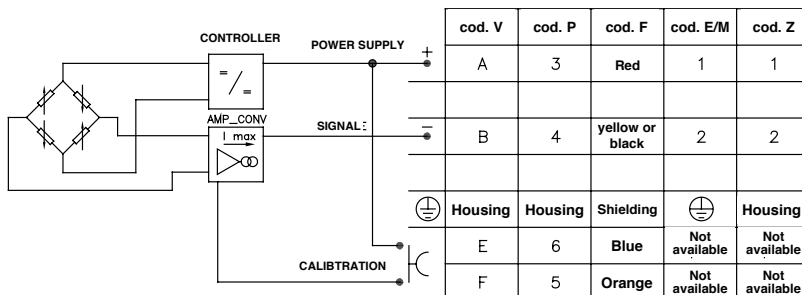 cod. V cod. P cod. F cod. E/M cod. Z
CONTROLLER
POWER SUPPLY + A 3 Red 1 1
= / =
AMP_CONV
I max
SIGNAL: − B 4 yellow or black 2 2
Housing Housing Shielding Housing
E 6 Blue Not available Not available
CALIBTRATION
F 5 Orange Not available Not available